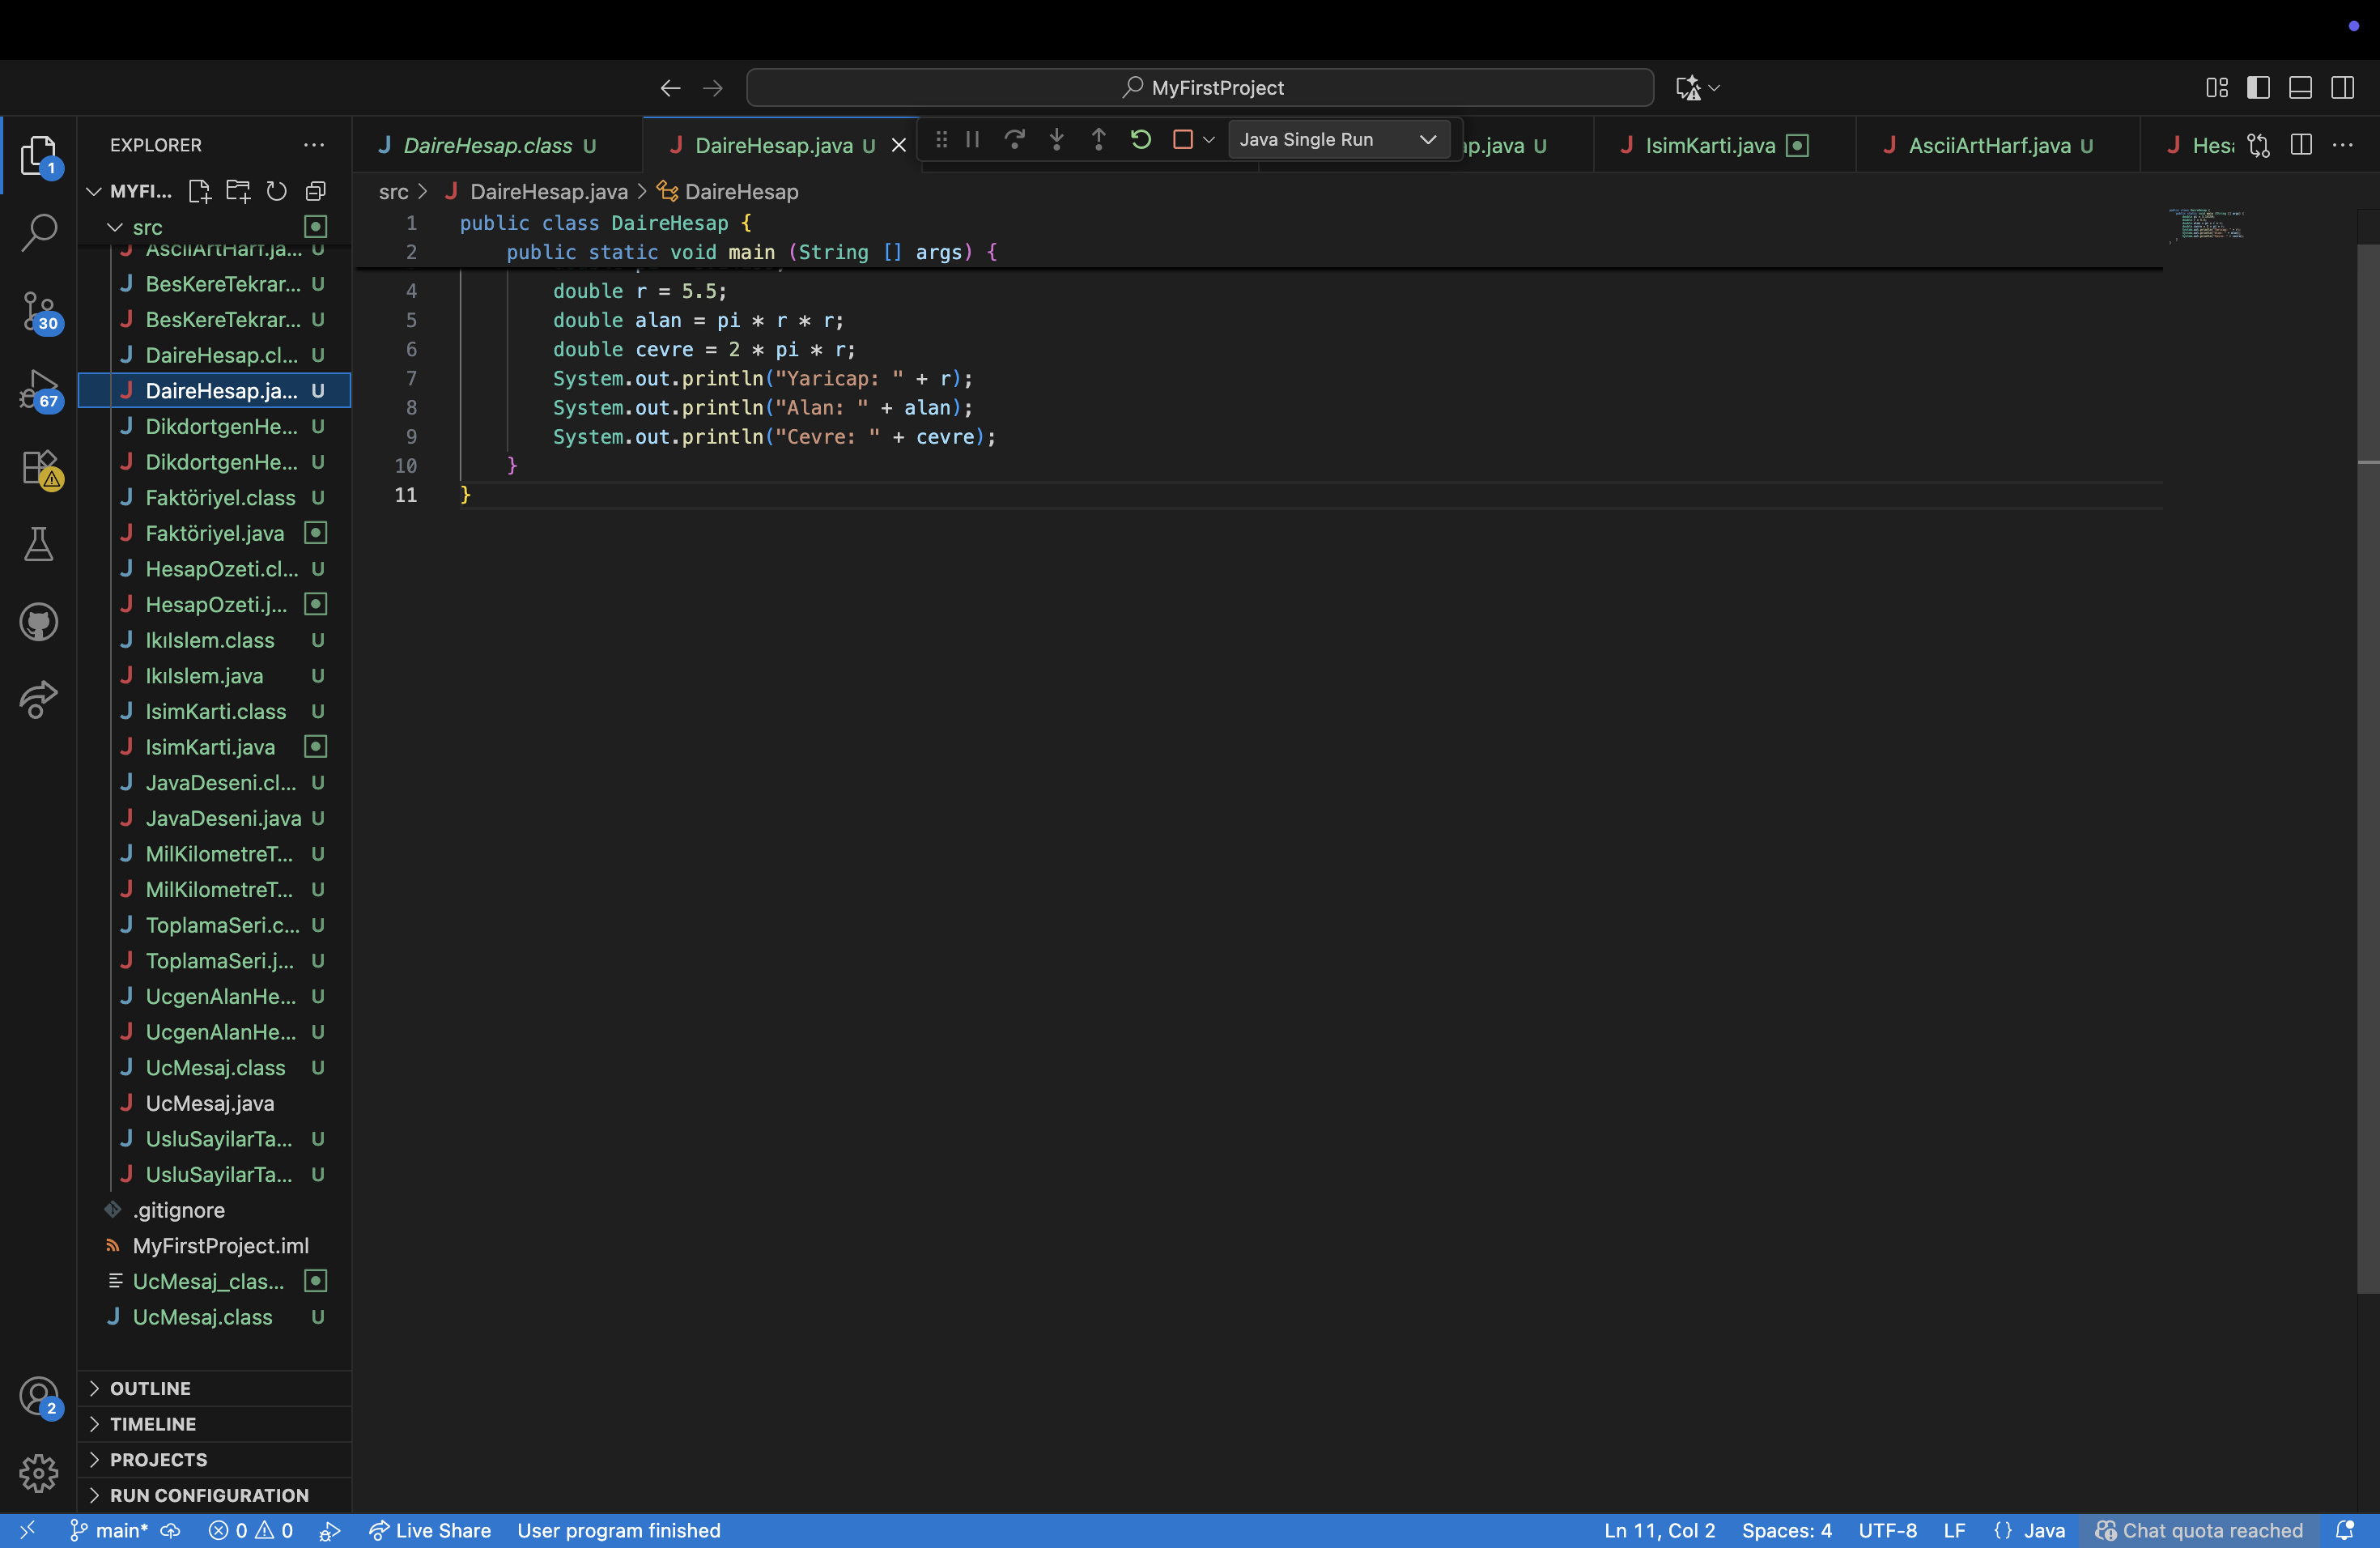 MyFirstProject
EXPLORER
DaireHesap.class U
DaireHesap.java U
Java Single Run
ap.java U
IsimKarti.java
AsciiArtHarf.java U
Hes
MYFI...
src
AsciiArtHarf.ja... U
BesKereTekrar... U
BesKereTekrar... U
DaireHesap.cl... U
DaireHesap.ja... U
DikdortgenHe... U
DikdortgenHe... U
Faktöriyel.class U
Faktöriyel.java
HesapOzeti.cl... U
HesapOzeti.j...
IkıIslem.class U
IkıIslem.java U
IsimKarti.class U
IsimKarti.java
JavaDeseni.cl... U
JavaDeseni.java U
MilKilometreT... U
MilKilometreT... U
ToplamaSeri.c... U
ToplamaSeri.j... U
UcgenAlanHe... U
UcgenAlanHe... U
UcMesaj.class U
UcMesaj.java
UsluSayilarTa... U
UsluSayilarTa... U
.gitignore
MyFirstProject.iml
UcMesaj_clas...
UcMesaj.class U
OUTLINE
TIMELINE
PROJECTS
RUN CONFIGURATION
1
30
67
2
src > DaireHesap.java > DaireHesap
1 public class DaireHesap {
2 public static void main (String [] args) {
4 double r = 5.5;
5 double alan = pi * r * r;
6 double cevre = 2 * pi * r;
7 System.out.println("Yaricap: " + r);
8 System.out.println("Alan: " + alan);
9 System.out.println("Cevre: " + cevre);
10 }
11 }
main* 0 0 Live Share User program finished
Ln 11, Col 2 Spaces: 4 UTF-8 LF {} Java Chat quota reached